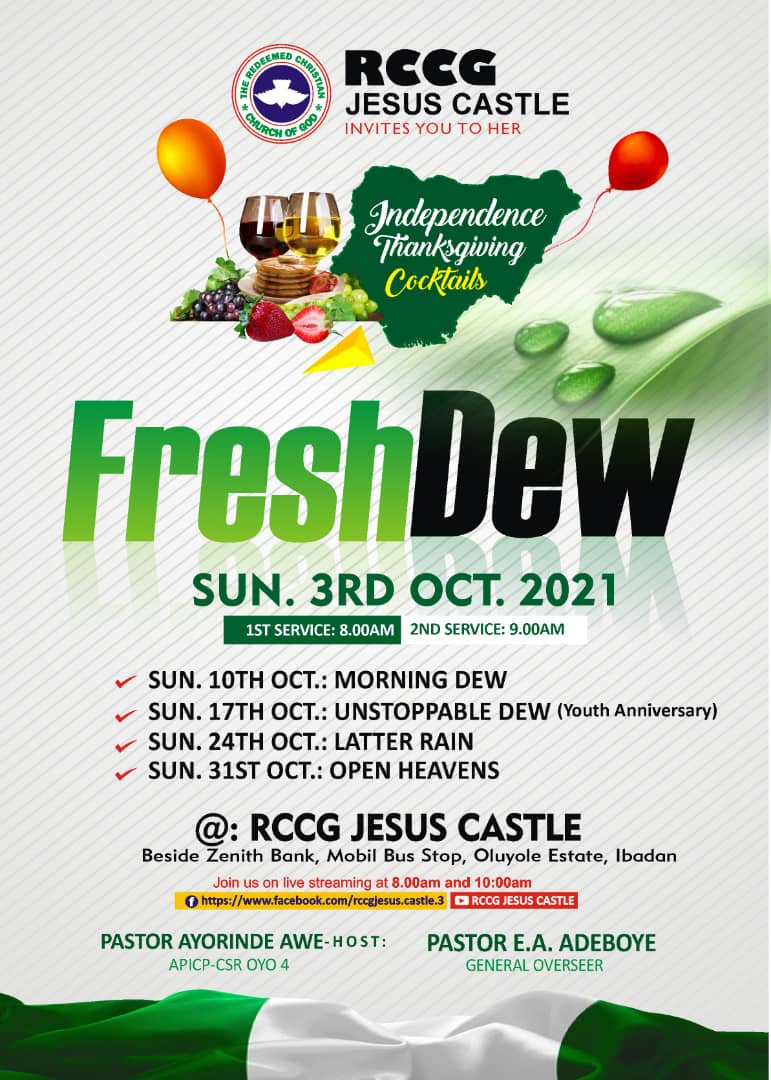 THE REDEEMED CHRISTIAN
CHURCH OF GOD
RCCG
JESUS CASTLE
INVITES YOU TO HER
Independence
Thanksgiving
Cocktails
FreshDew
SUN. 3RD OCT. 2021
1ST SERVICE: 8.00AM 2ND SERVICE: 9.00AM
SUN. 10TH OCT.: MORNING DEW
SUN. 17TH OCT.: UNSTOPPABLE DEW (Youth Anniversary)
SUN. 24TH OCT.: LATTER RAIN
SUN. 31ST OCT.: OPEN HEAVENS
@: RCCG JESUS CASTLE
Beside Zenith Bank, Mobil Bus Stop, Oluyole Estate, Ibadan
Join us on live streaming at 8.00am and 10:00am
f https://www.facebook.com/rccgjesus.castle.3 RCCG JESUS CASTLE
PASTOR AYORINDE AWE-HOST: PASTOR E.A. ADEBOYE
APICP-CSR OYO 4 GENERAL OVERSEER